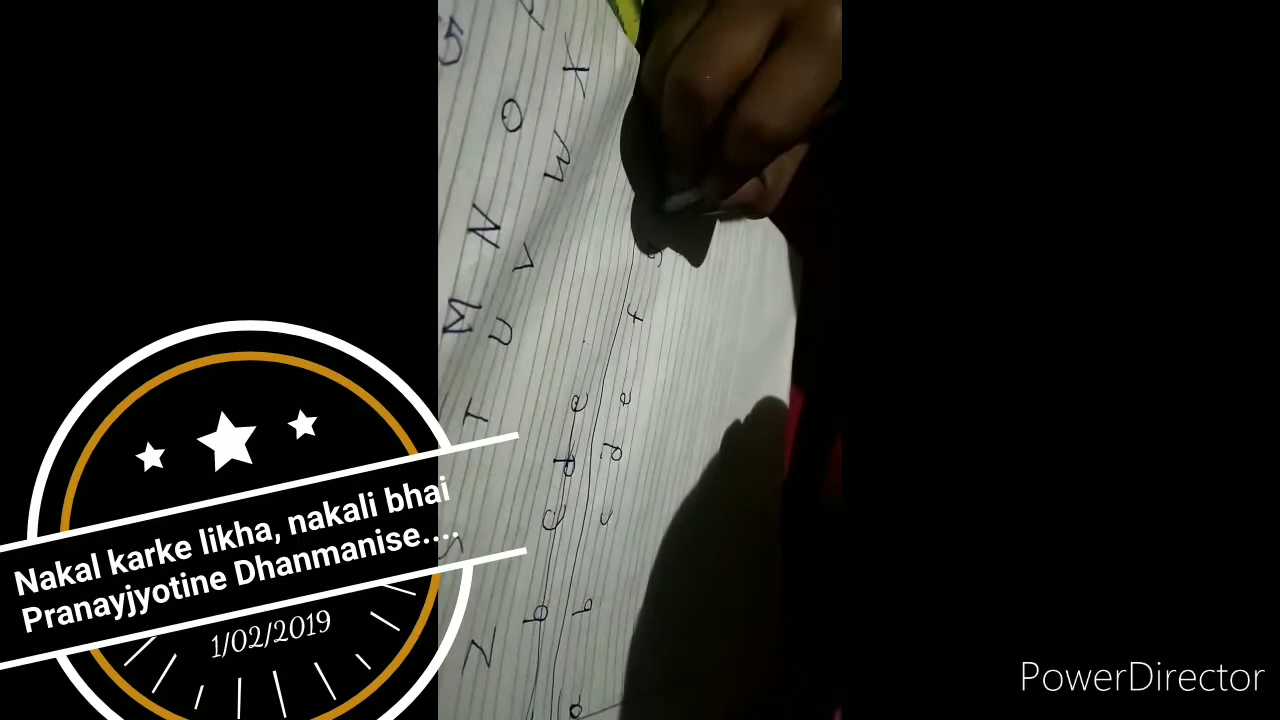 G
M N O P
S T U V W X
Z
b c d e
a b c d e f g
Nakal karke likha, nakali bhai
Pranayjyotine Dhanmanise....
1/02/2019
PowerDirector